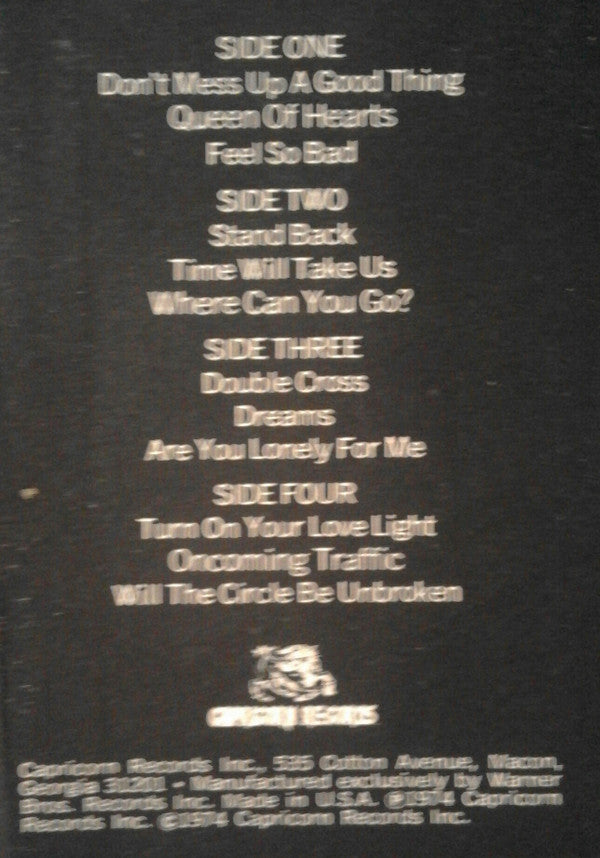 SIDE ONE
Don't Mess Up A Good Thing
Queen Of Hearts
Feel So Bad
SIDE TWO
Stand Back
Time Will Take Us
Where Can You Go?
SIDE THREE
Double Cross
Dreams
Are You Lonely For Me
SIDE FOUR
Turn On Your Love Light
Oncoming Traffic
Will The Circle Be Unbroken
capricorn records
Capricorn Records Inc., 535 Cotton Avenue, Macon,
Georgia 31201 - Manufactured exclusively by Warner
Bros. Records Inc. Made in U.S.A. ℗1974 Capricorn
Records Inc. ©1974 Capricorn Records Inc.